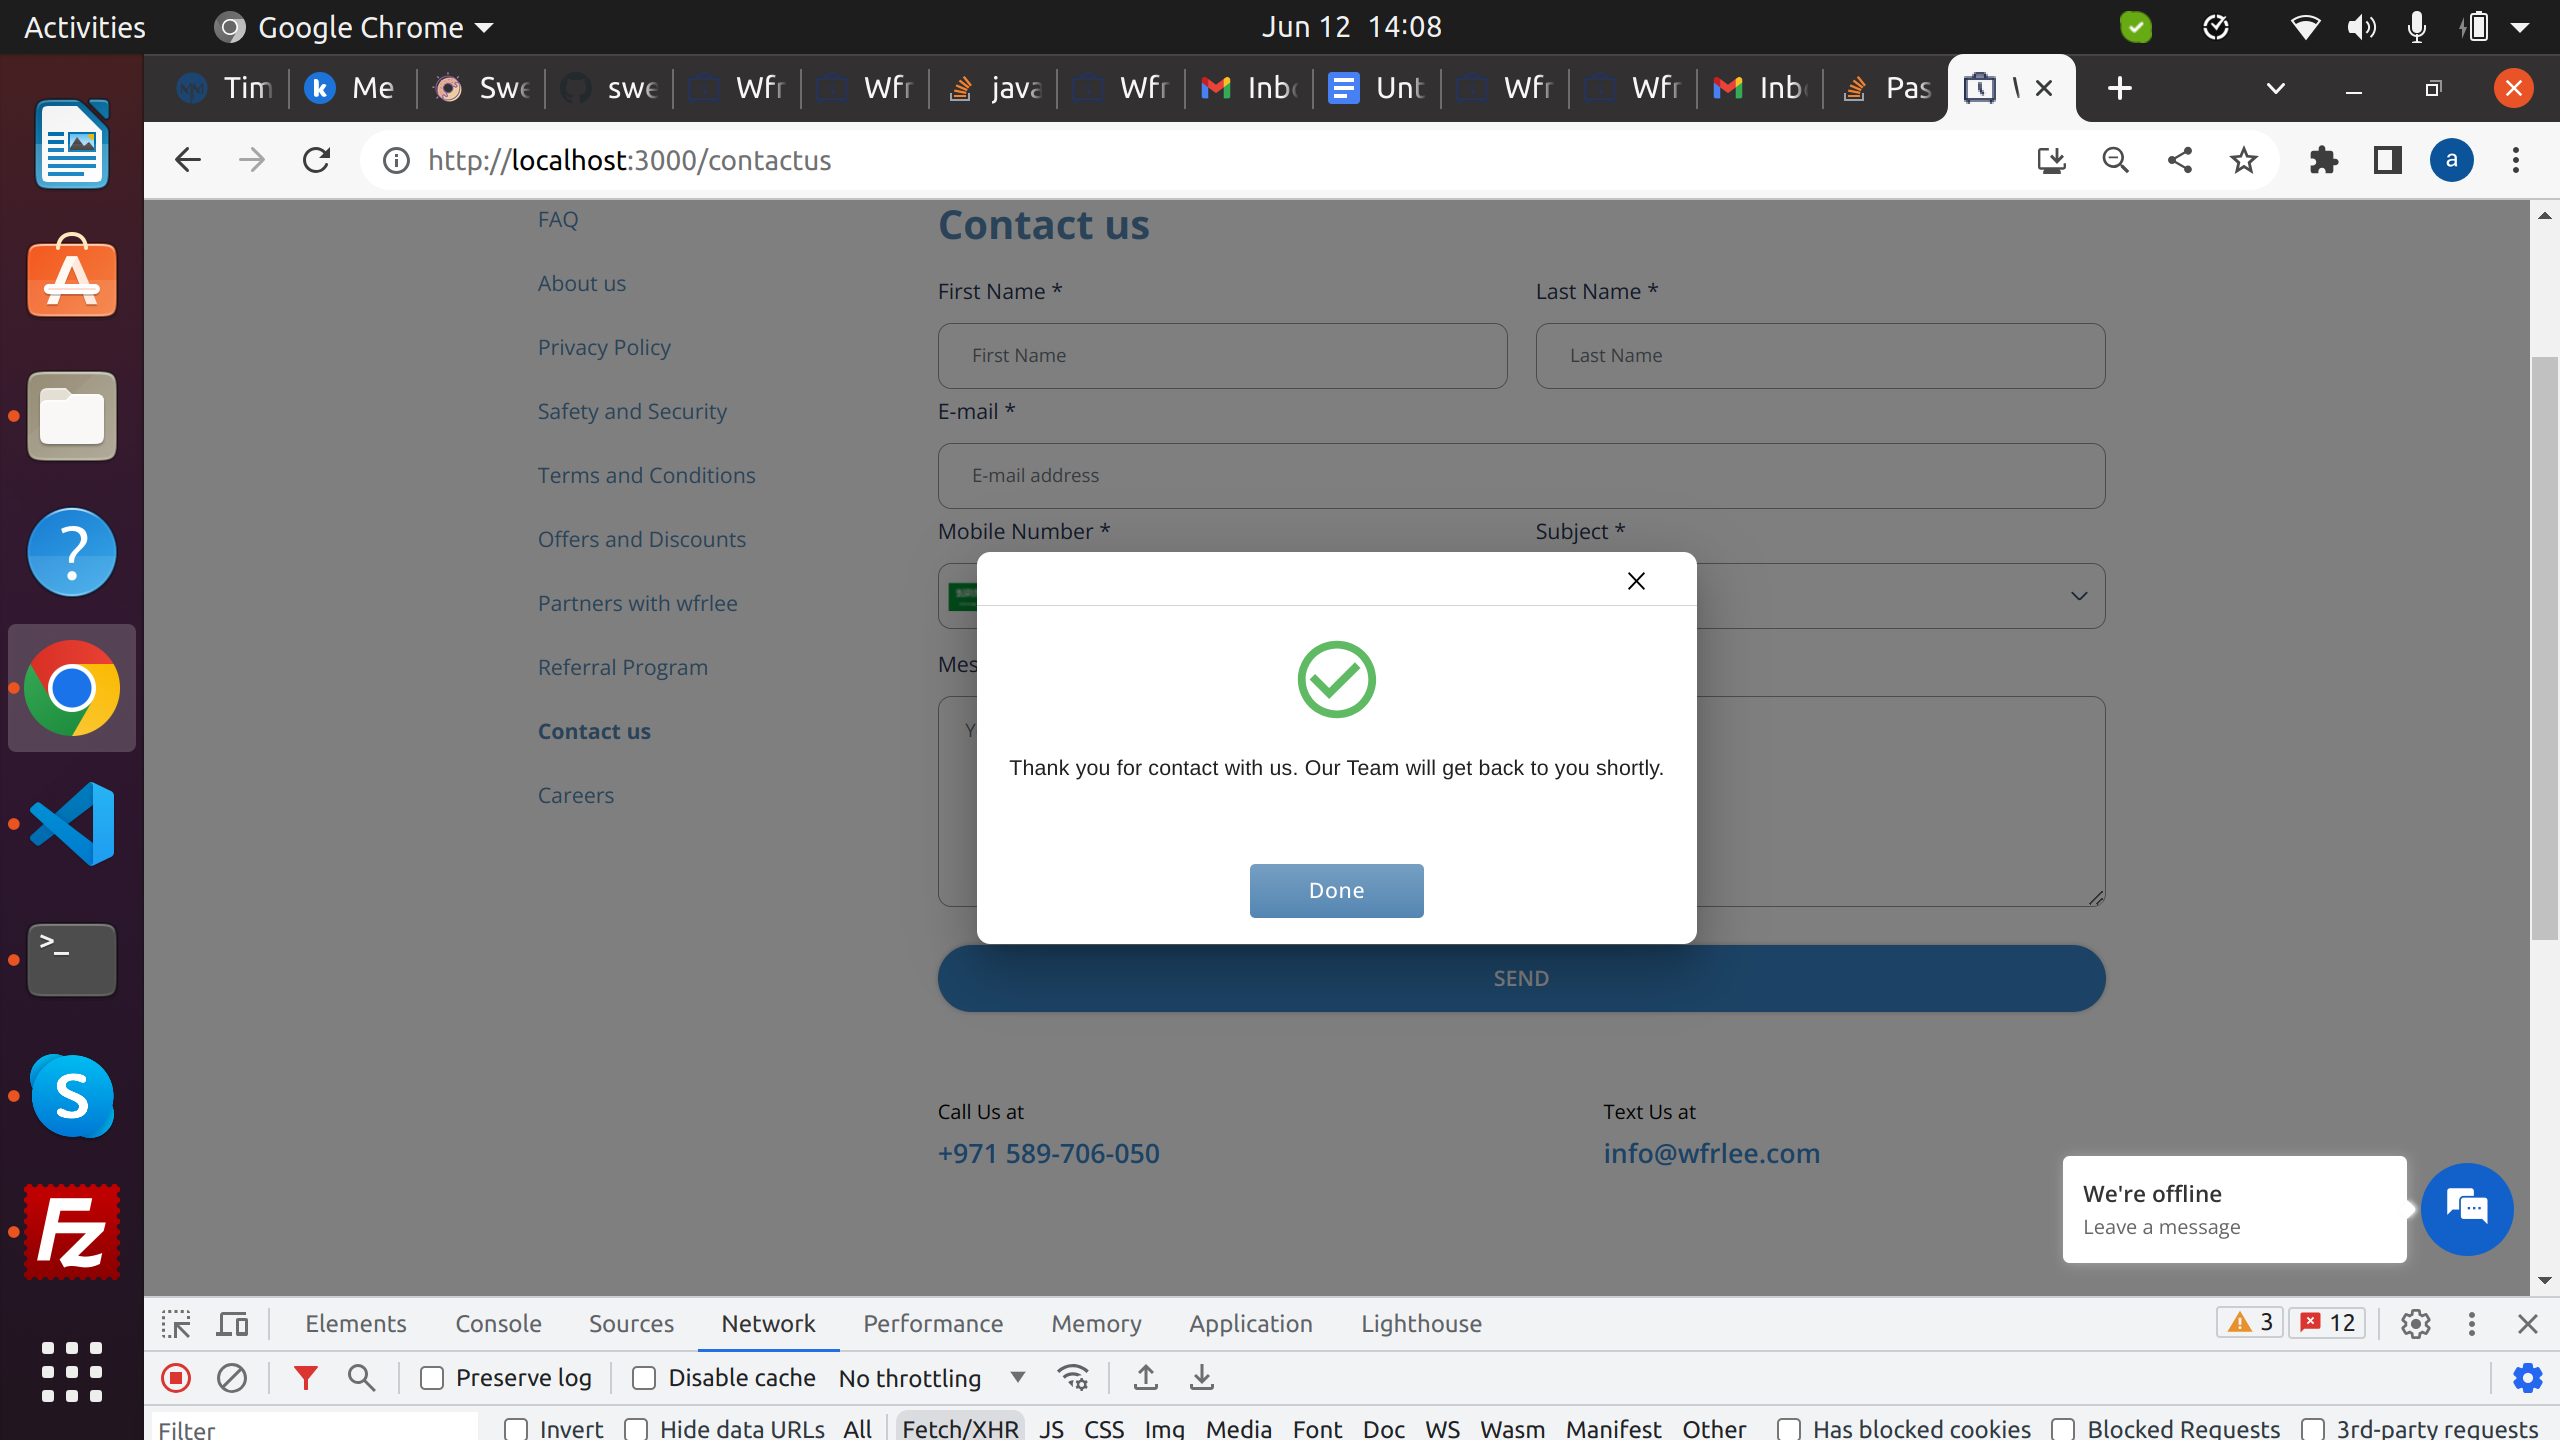 Activities
Google Chrome
Jun 12 14:08
Tim
Me
Swe
swe
Wfr
Wfr
java
Wfr
Inb
Unt
Wfr
Wfr
Inb
Pas
http://localhost:3000/contactus
a
FAQ
About us
Privacy Policy
Safety and Security
Terms and Conditions
Offers and Discounts
Partners with wfrlee
Referral Program
Contact us
Careers
Contact us
First Name *
Last Name *
First Name
Last Name
E-mail *
E-mail address
Mobile Number *
Subject *
Mes
Y
Thank you for contact with us. Our Team will get back to you shortly.
Done
SEND
Call Us at
+971 589-706-050
Text Us at
info@wfrlee.com
We're offline
Leave a message
Elements
Console
Sources
Network
Performance
Memory
Application
Lighthouse
3
12
Preserve log
Disable cache
No throttling
Filter
Invert
Hide data URLs
All
Fetch/XHR
JS
CSS
Img
Media
Font
Doc
WS
Wasm
Manifest
Other
Has blocked cookies
Blocked Requests
3rd-party requests